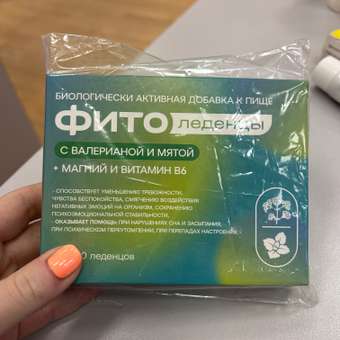 БИОЛОГИЧЕСКИ АКТИВНАЯ ДОБАВКА К ПИЩЕ
ФИТО леденцы
С ВАЛЕРИАНОЙ И МЯТОЙ
+ МАГНИЙ И ВИТАМИН В6
- СПОСОБСТВУЕТ УМЕНЬШЕНИЮ ТРЕВОЖНОСТИ,
ЧУВСТВА БЕСПОКОЙСТВА, СМЯГЧЕНИЮ ВОЗДЕЙСТВИЯ
НЕГАТИВНЫХ ЭМОЦИЙ НА ОРГАНИЗМ, СОХРАНЕНИЮ
ПСИХОЭМОЦИОНАЛЬНОЙ СТАБИЛЬНОСТИ.
- ОКАЗЫВАЕТ ПОМОЩЬ ПРИ НАРУШЕНИЯХ СНА И ЗАСЫПАНИЯ,
ПРИ ПСИХИЧЕСКОМ ПЕРЕУТОМЛЕНИИ, ПРИ ПЕРЕПАДАХ НАСТРОЕНИЯ
леденцов